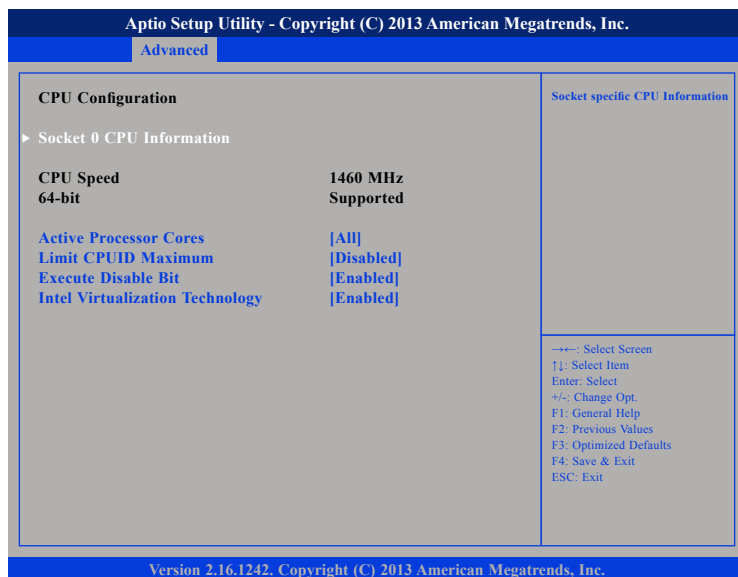 Aptio Setup Utility - Copyright (C) 2013 American Megatrends, Inc.
Advanced
CPU Configuration
► Socket 0 CPU Information
CPU Speed 1460 MHz
64-bit Supported
Active Processor Cores [All]
Limit CPUID Maximum [Disabled]
Execute Disable Bit [Enabled]
Intel Virtualization Technology [Enabled]
Socket specific CPU Information
→←: Select Screen
↑↓: Select Item
Enter: Select
+/-: Change Opt.
F1: General Help
F2: Previous Values
F3: Optimized Defaults
F4: Save & Exit
ESC: Exit
Version 2.16.1242. Copyright (C) 2013 American Megatrends, Inc.